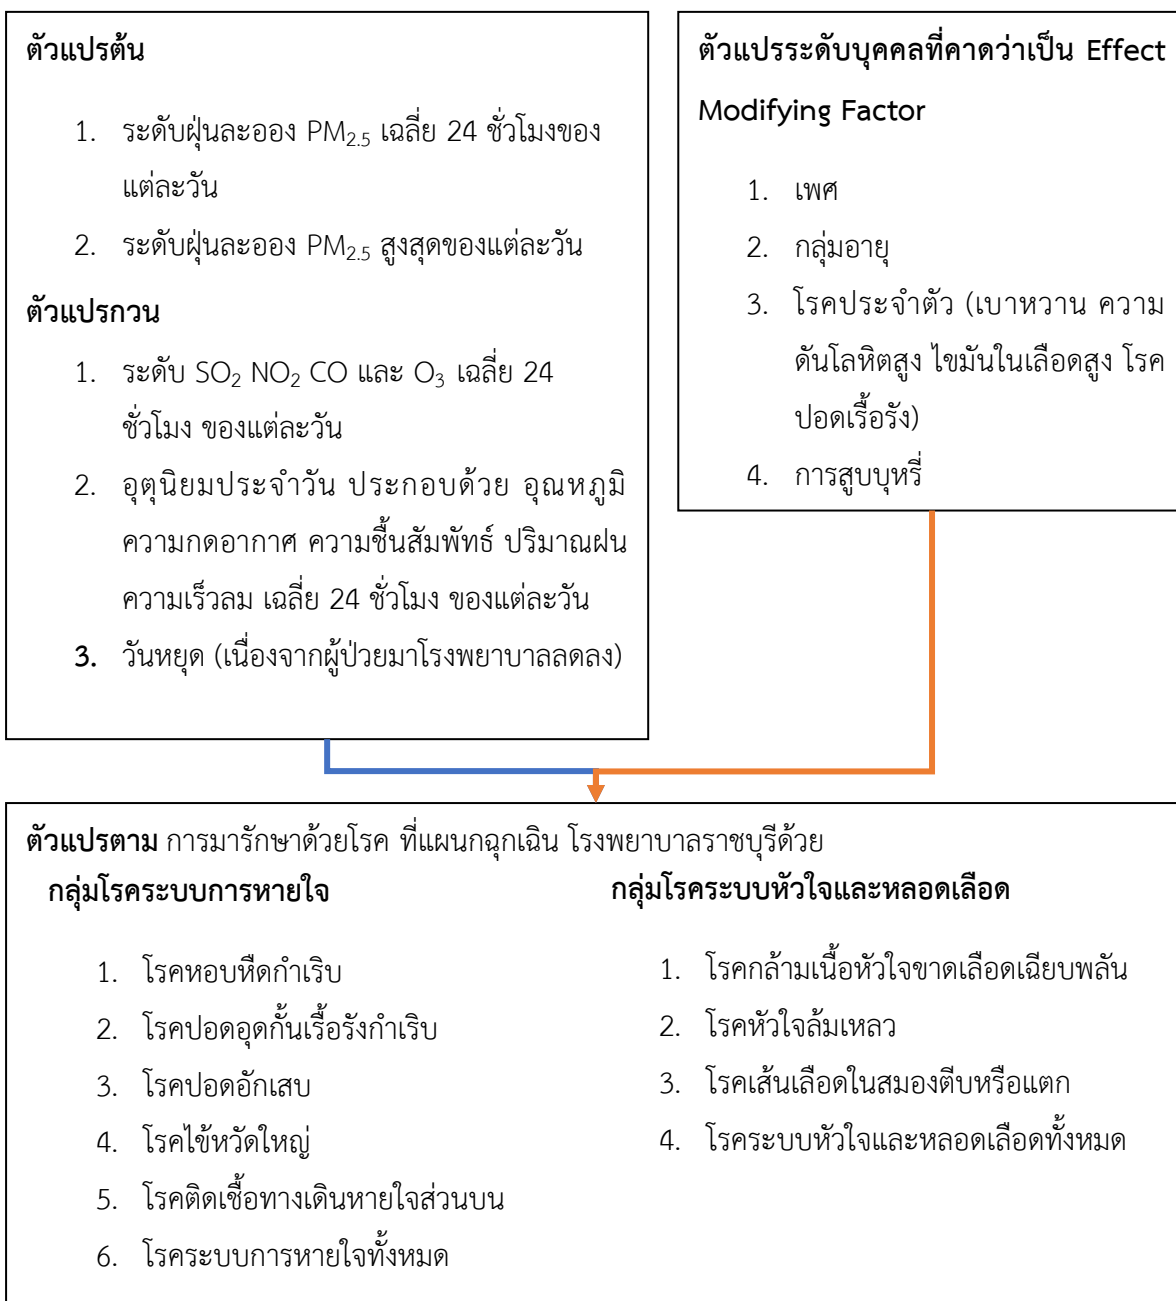 ตัวแปรต้น
1. ระดับฝุ่นละออง PM2.5 เฉลี่ย 24 ชั่วโมงของ
แต่ละวัน
2. ระดับฝุ่นละออง PM2.5 สูงสุดของแต่ละวัน
ตัวแปรกวน
1. ระดับ SO2 NO2 CO และ O3 เฉลี่ย 24
ชั่วโมง ของแต่ละวัน
2. อุตุนิยมประจำวัน ประกอบด้วย อุณหภูมิ
ความกดอากาศ ความชื้นสัมพัทธ์ ปริมาณฝน
ความเร็วลม เฉลี่ย 24 ชั่วโมง ของแต่ละวัน
3. วันหยุด (เนื่องจากผู้ป่วยมาโรงพยาบาลลดลง)
ตัวแปรระดับบุคคลที่คาดว่าเป็น Effect
Modifying Factor
1. เพศ
2. กลุ่มอายุ
3. โรคประจำตัว (เบาหวาน ความ
ดันโลหิตสูง ไขมันในเลือดสูง โรค
ปอดเรื้อรัง)
4. การสูบบุหรี่
ตัวแปรตาม การมารักษาด้วยโรค ที่แผนกฉุกเฉิน โรงพยาบาลราชบุรีด้วย
กลุ่มโรคระบบการหายใจ
1. โรคหอบหืดกำเริบ
2. โรคปอดอุดกั้นเรื้อรังกำเริบ
3. โรคปอดอักเสบ
4. โรคไข้หวัดใหญ่
5. โรคติดเชื้อทางเดินหายใจส่วนบน
6. โรคระบบการหายใจทั้งหมด
กลุ่มโรคระบบหัวใจและหลอดเลือด
1. โรคกล้ามเนื้อหัวใจขาดเลือดเฉียบพลัน
2. โรคหัวใจล้มเหลว
3. โรคเส้นเลือดในสมองตีบหรือแตก
4. โรคระบบหัวใจและหลอดเลือดทั้งหมด